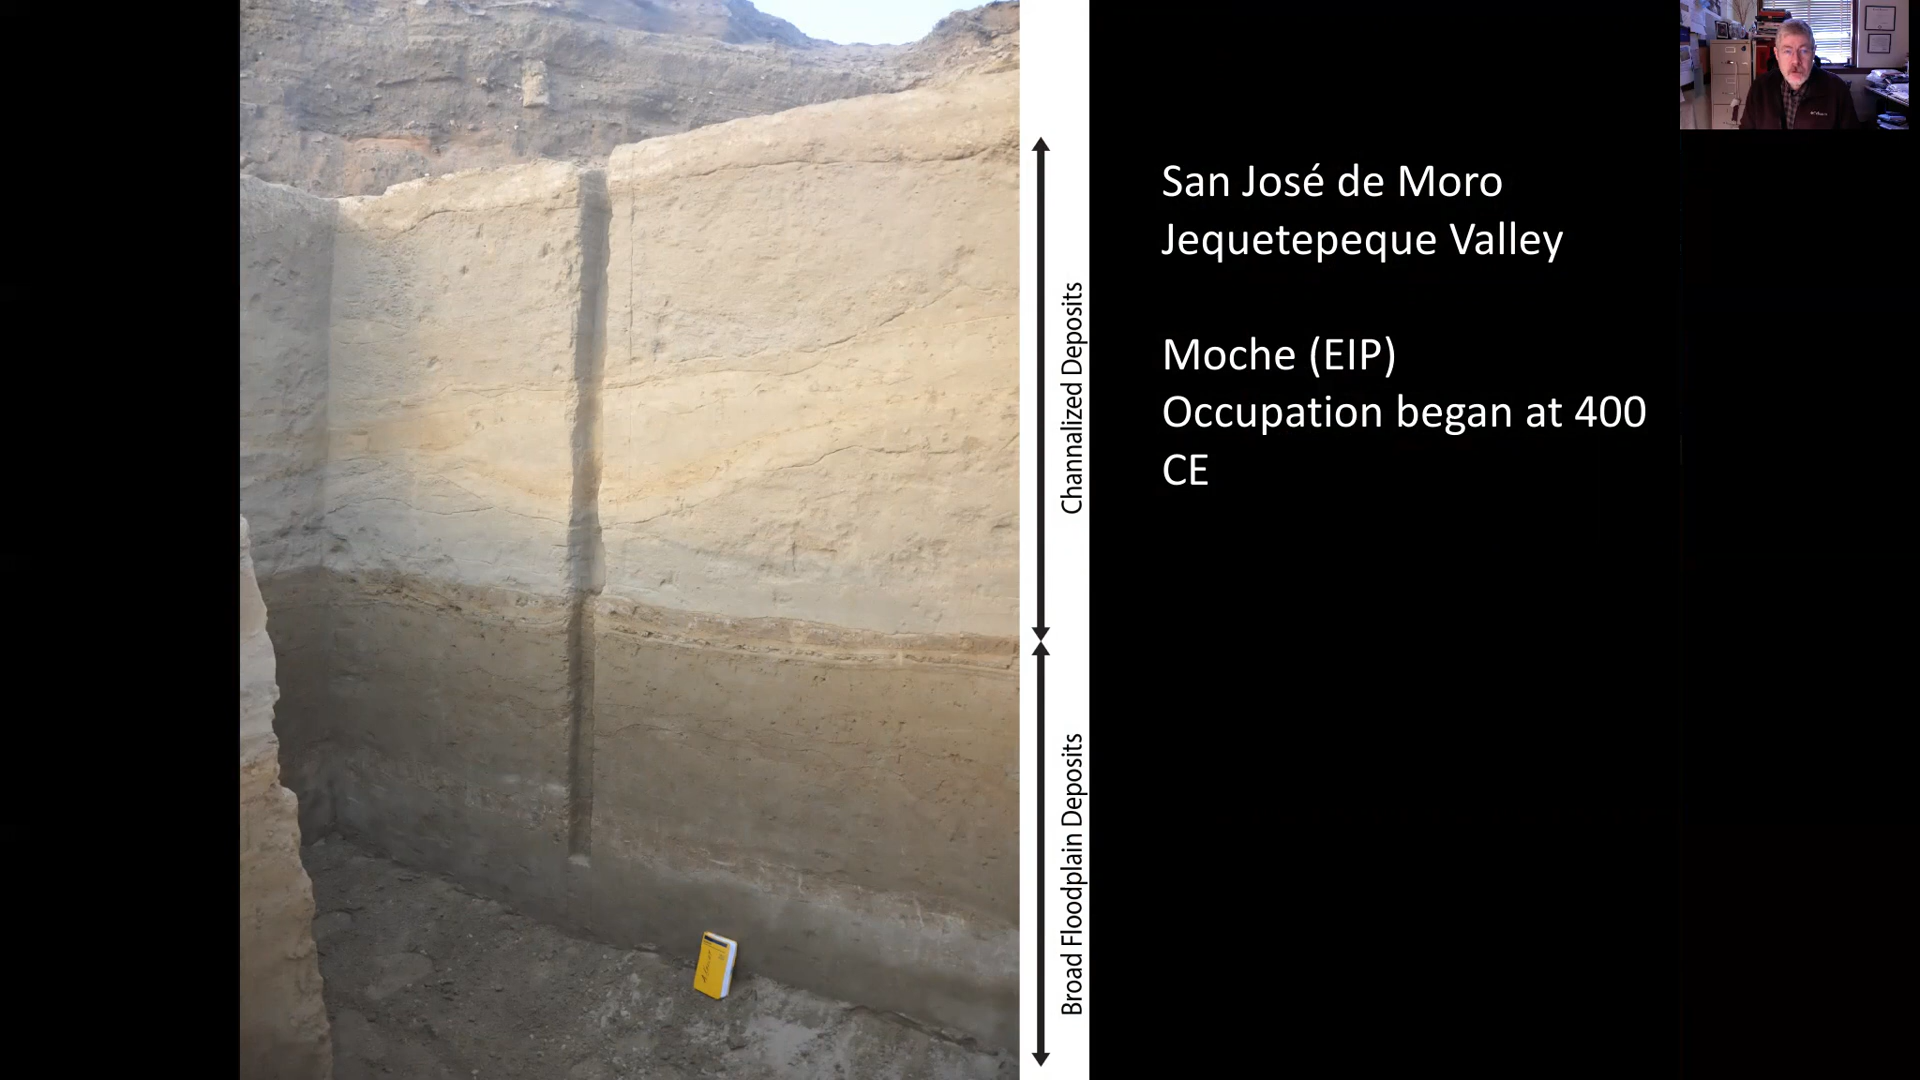 San José de Moro
Jequetepeque Valley
Moche (EIP)
Occupation began at 400
CE
Channalized Deposits
Broad Floodplain Deposits